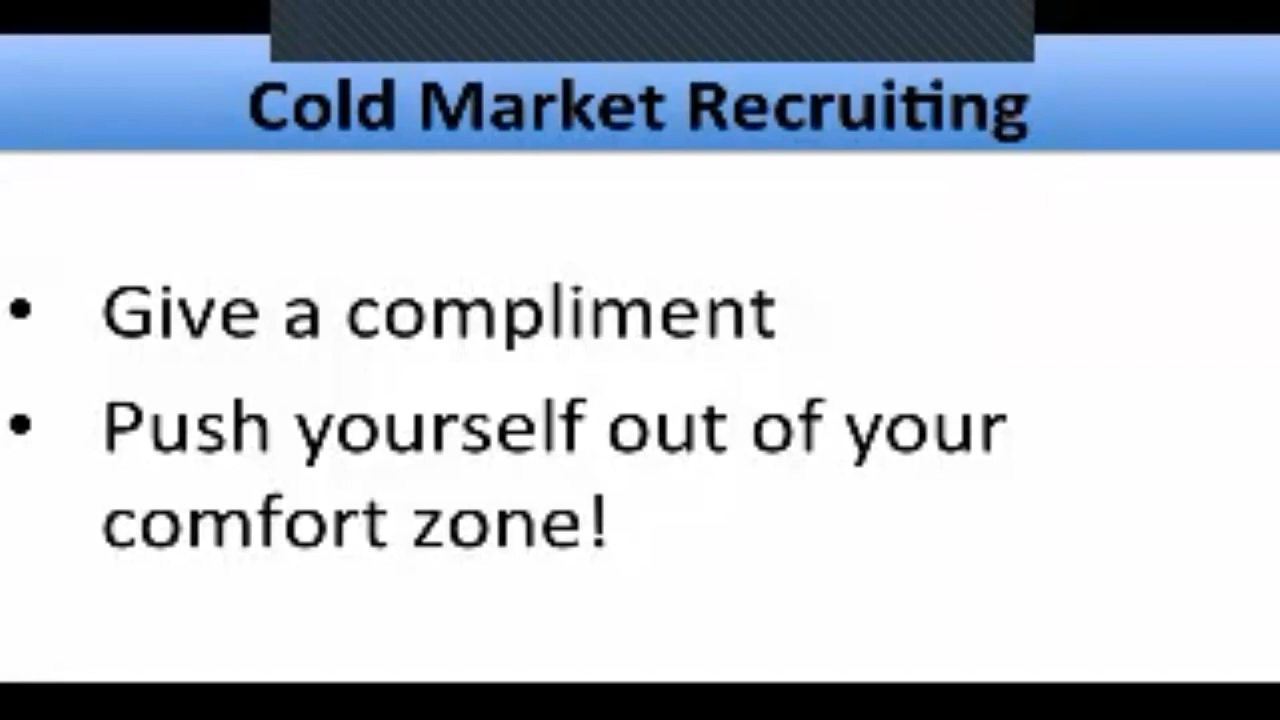 Cold Market Recruiting
• Give a compliment
• Push yourself out of your
comfort zone!